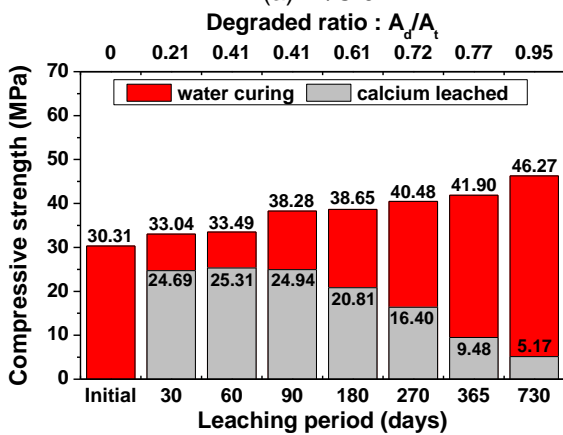 Degraded ratio : A_d/A_t
0 0.21 0.41 0.41 0.61 0.72 0.77 0.95
70
water curing calcium leached
60
50
46.27
38.28 38.65 40.48 41.90
40
33.04 33.49
30.31
30
24.69 25.31 24.94
20.81
20
16.40
10
9.48
5.17
0
Compressive strength (MPa)
Initial 30 60 90 180 270 365 730
Leaching period (days)